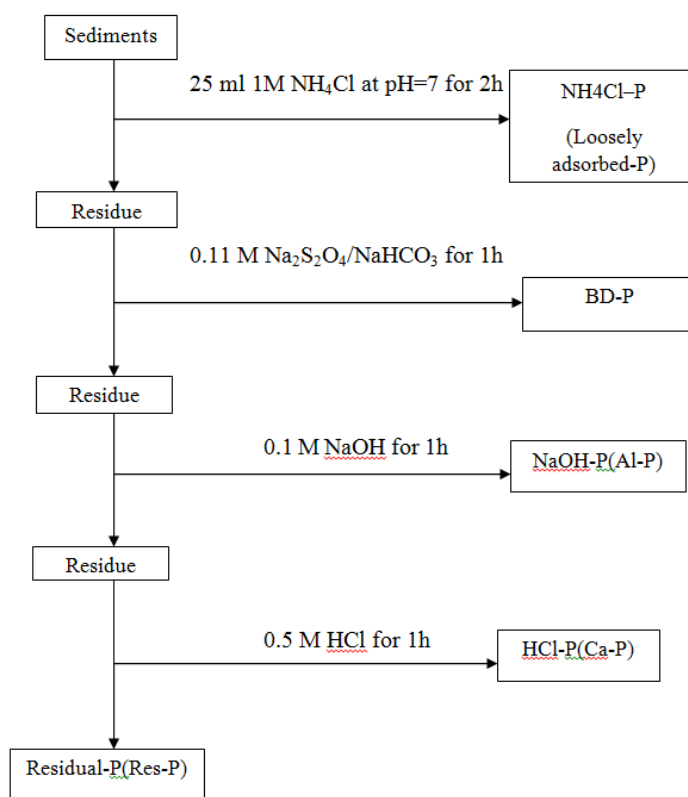 Sediments
25 ml 1M NH₄Cl at pH=7 for 2h
NH4Cl–P
(Loosely
adsorbed-P)
Residue
0.11 M Na₂S₂O₄/NaHCO₃ for 1h
BD-P
Residue
0.1 M NaOH for 1h
NaOH-P(Al-P)
Residue
0.5 M HCl for 1h
HCl-P(Ca-P)
Residual-P(Res-P)